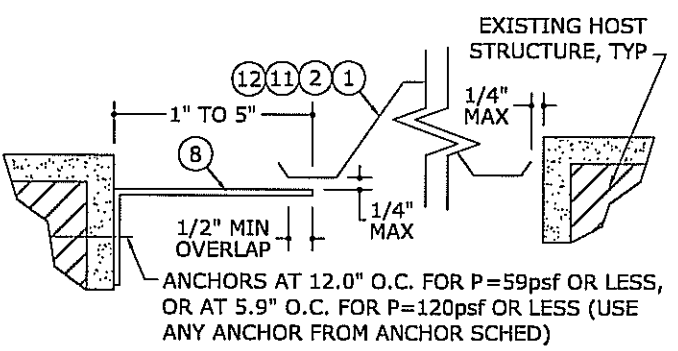 EXISTING HOST
STRUCTURE, TYP
12 11 2 1
1/4"
MAX
1" TO 5"
8
1/4"
MAX
1/2" MIN
OVERLAP
ANCHORS AT 12.0" O.C. FOR P=59psf OR LESS,
OR AT 5.9" O.C. FOR P=120psf OR LESS (USE
ANY ANCHOR FROM ANCHOR SCHED)